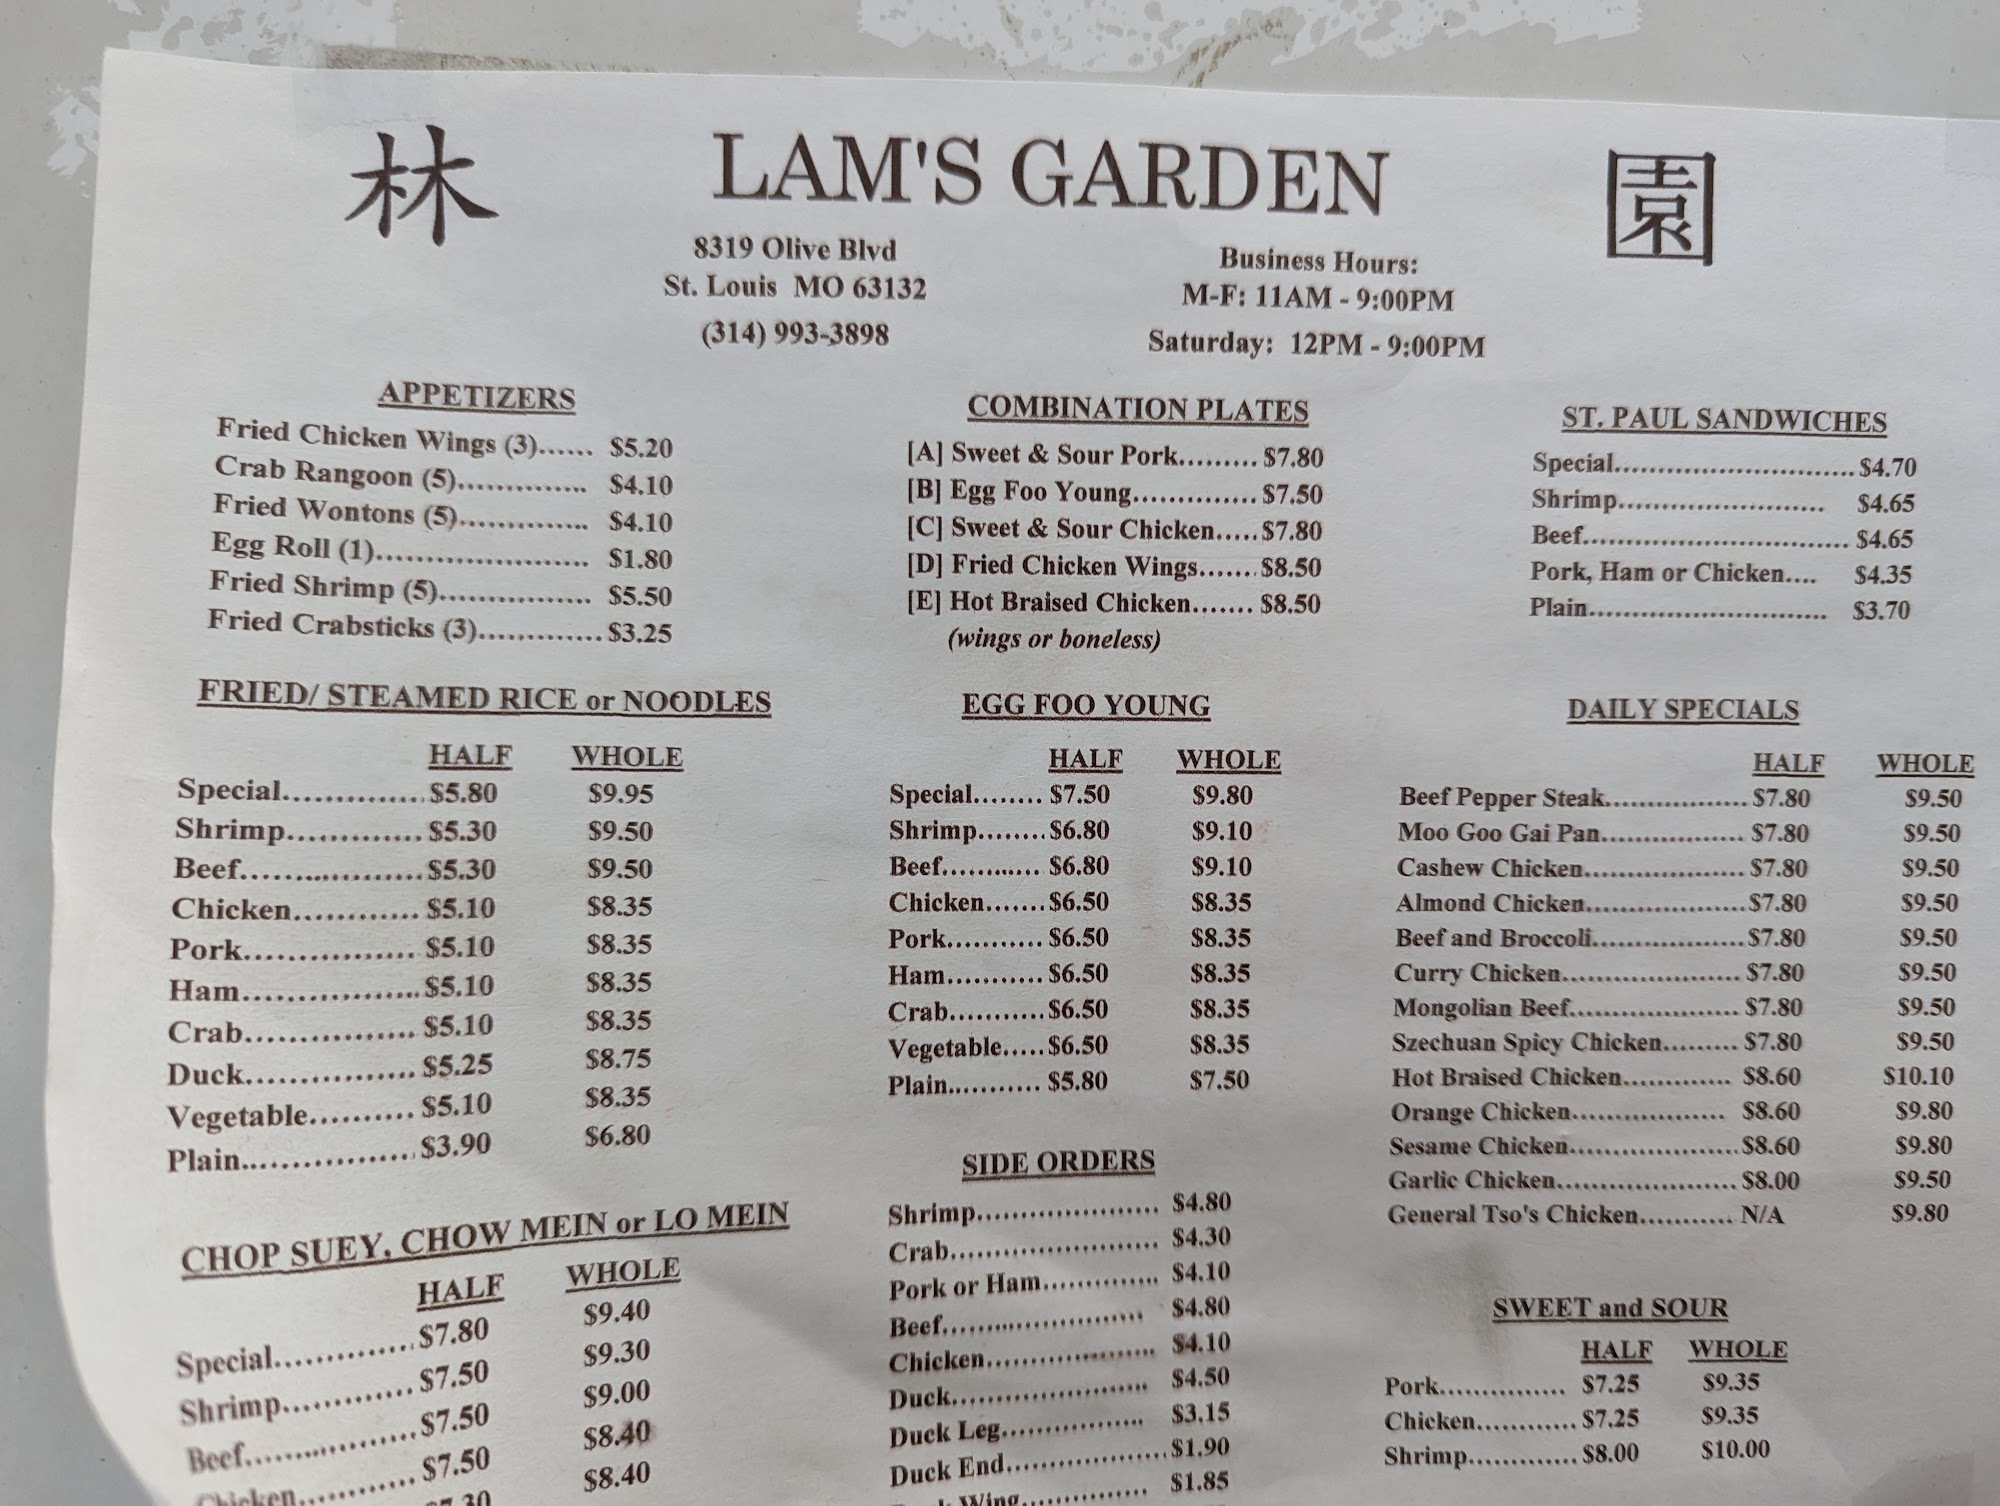 林
LAM'S GARDEN
園
8319 Olive Blvd
St. Louis MO 63132
(314) 993-3898
Business Hours:
M-F: 11AM - 9:00PM
Saturday: 12PM - 9:00PM
APPETIZERS
Fried Chicken Wings (3)...... $5.20
Crab Rangoon (5).............. $4.10
Fried Wontons (5).............. $4.10
Egg Roll (1)....................... $1.80
Fried Shrimp (5)................ $5.50
Fried Crabsticks (3)............. $3.25
COMBINATION PLATES
[A] Sweet & Sour Pork......... $7.80
[B] Egg Foo Young.............. $7.50
[C] Sweet & Sour Chicken..... $7.80
[D] Fried Chicken Wings....... $8.50
[E] Hot Braised Chicken....... $8.50
(wings or boneless)
ST. PAUL SANDWICHES
Special............................ $4.70
Shrimp......................... $4.65
Beef............................... $4.65
Pork, Ham or Chicken.... $4.35
Plain............................ $3.70
FRIED/ STEAMED RICE or NOODLES
HALF WHOLE
Special............... $5.80 $9.95
Shrimp.............. $5.30 $9.50
Beef.................... $5.30 $9.50
Chicken............ $5.10 $8.35
Pork................. $5.10 $8.35
Ham.................. $5.10 $8.35
Crab................. $5.10 $8.35
Duck................. $5.25 $8.75
Vegetable.......... $5.10 $8.35
Plain.................. $3.90 $6.80
EGG FOO YOUNG
HALF WHOLE
Special........ $7.50 $9.80
Shrimp........ $6.80 $9.10
Beef............ $6.80 $9.10
Chicken....... $6.50 $8.35
Pork........... $6.50 $8.35
Ham............ $6.50 $8.35
Crab........... $6.50 $8.35
Vegetable..... $6.50 $8.35
Plain........... $5.80 $7.50
DAILY SPECIALS
HALF WHOLE
Beef Pepper Steak.................. $7.80 $9.50
Moo Goo Gai Pan.................. $7.80 $9.50
Cashew Chicken.................... $7.80 $9.50
Almond Chicken.................... $7.80 $9.50
Beef and Broccoli................... $7.80 $9.50
Curry Chicken...................... $7.80 $9.50
Mongolian Beef..................... $7.80 $9.50
Szechuan Spicy Chicken......... $7.80 $9.50
Hot Braised Chicken............. $8.60 $10.10
Orange Chicken.................. $8.60 $9.80
Sesame Chicken..................... $8.60 $9.80
Garlic Chicken...................... $8.00 $9.50
General Tso's Chicken............ N/A $9.80
CHOP SUEY, CHOW MEIN or LO MEIN
HALF WHOLE
Special................ $7.80 $9.40
Shrimp............... $7.50 $9.30
Beef.................... $7.50 $9.00
Chicken.............. $7.50 $8.40
$8.40
SIDE ORDERS
Shrimp...................... $4.80
Crab......................... $4.30
Pork or Ham.............. $4.10
Beef......................... $4.80
Chicken..................... $4.10
Duck........................ $4.50
Duck Leg................. $3.15
Duck End................... $1.90
Wing............... $1.85
SWEET and SOUR
HALF WHOLE
Pork............... $7.25 $9.35
Chicken............ $7.25 $9.35
Shrimp............. $8.00 $10.00